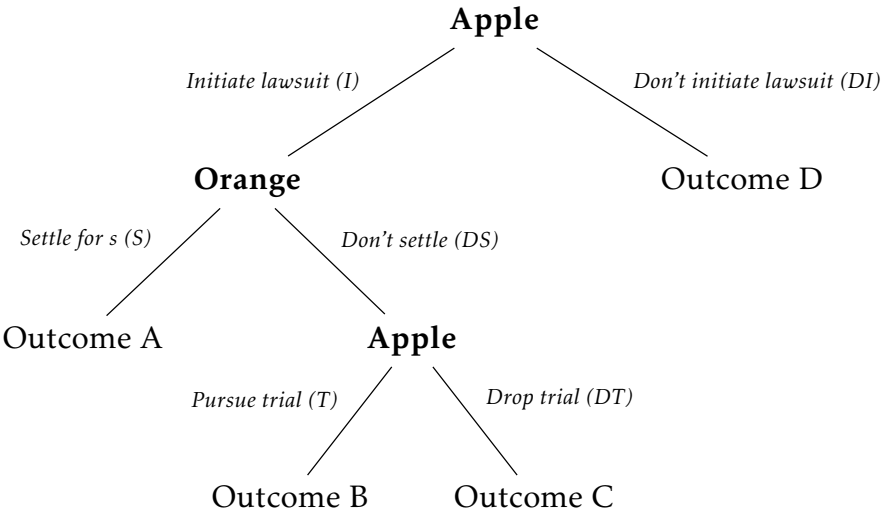 Apple
Initiate lawsuit (I)
Don't initiate lawsuit (DI)
Orange
Outcome D
Settle for s (S)
Don't settle (DS)
Outcome A
Apple
Pursue trial (T)
Drop trial (DT)
Outcome B
Outcome C